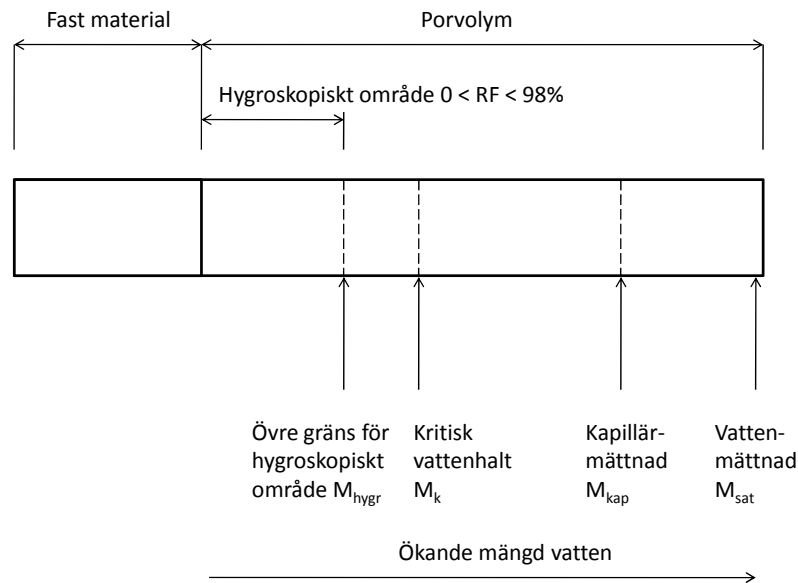 Fast material
Porvolym
Hygroskopiskt område 0 < RF < 98%
Övre gräns för
hygroskopiskt
område Mhygr
Kritisk
vattenhalt
Mk
Kapillär-
mättnad
Mkap
Vatten-
mättnad
Msat
Ökande mängd vatten